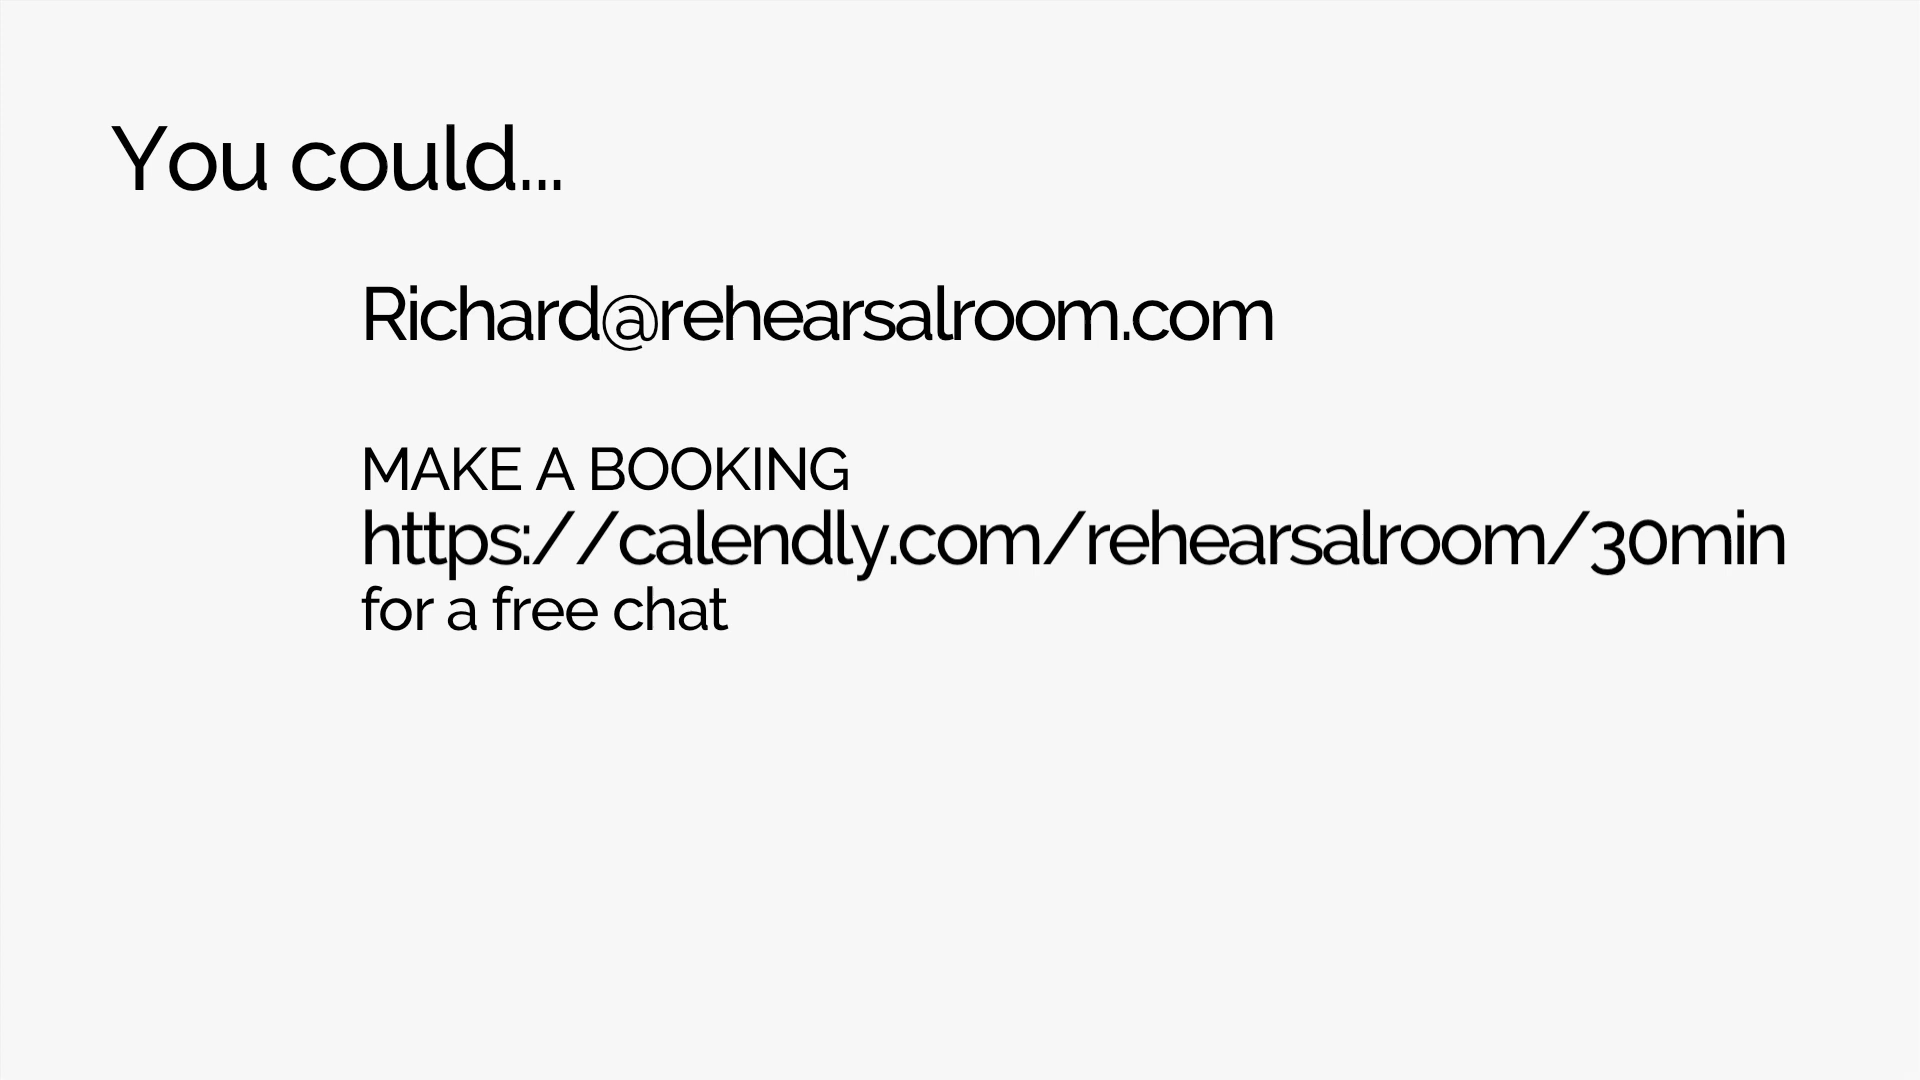 You could...
Richard@rehearsalroom.com
MAKE A BOOKING
https://calendly.com/rehearsalroom/30min
for a free chat